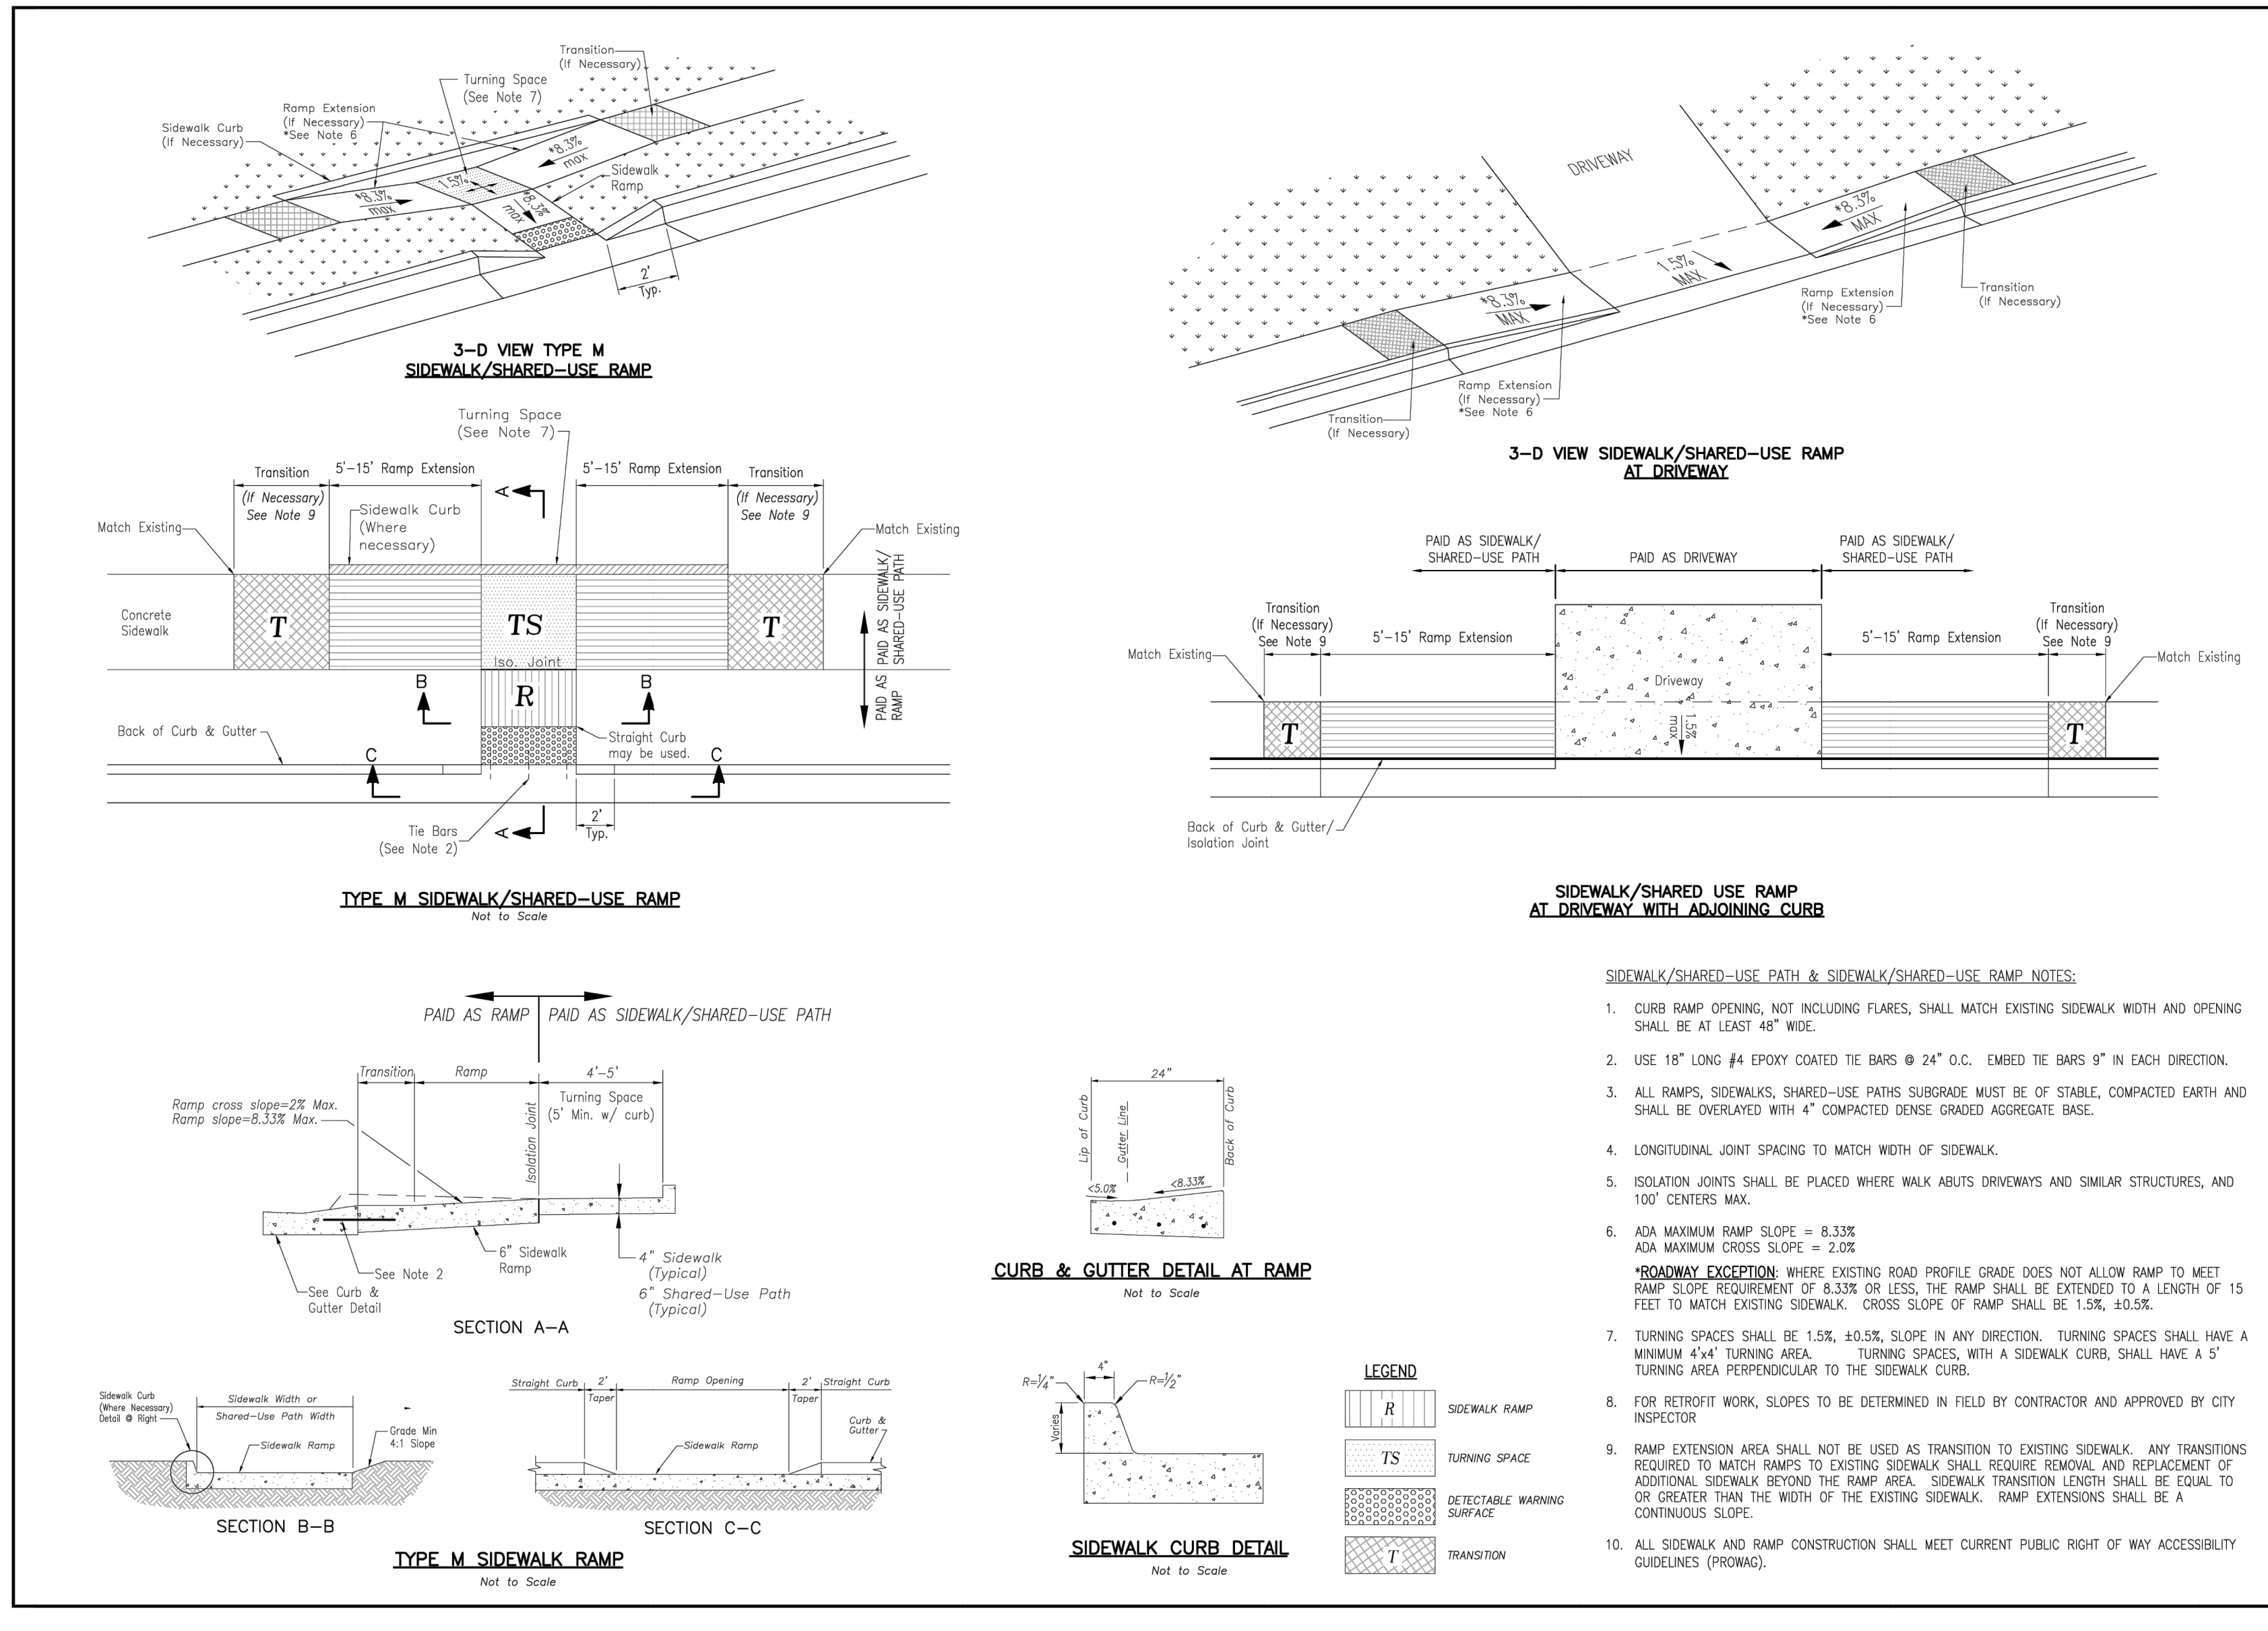 Transition
(If Necessary)
Turning Space
(See Note 7)
Ramp Extension
(If Necessary)
*See Note 6
Sidewalk Curb
(If Necessary)
*8.3%
max
Sidewalk
Ramp
1.5%
*8.3%
max
*8.3%
max
2'
Typ.
3-D VIEW TYPE M
SIDEWALK/SHARED-USE RAMP
DRIVEWAY
*8.3%
MAX
1.5%
MAX
*8.3%
MAX
Ramp Extension
(If Necessary)
*See Note 6
Transition
(If Necessary)
Ramp Extension
(If Necessary)
*See Note 6
Transition
(If Necessary)
3-D VIEW SIDEWALK/SHARED-USE RAMP
AT DRIVEWAY
Turning Space
(See Note 7)
Transition
(If Necessary)
See Note 9
5'-15' Ramp Extension
A
5'-15' Ramp Extension
Transition
(If Necessary)
See Note 9
Match Existing
Sidewalk Curb
(Where
necessary)
Match Existing
Concrete
Sidewalk
T
TS
T
Iso. Joint
PAID AS SIDEWALK/
SHARED-USE PATH
PAID AS
RAMP
B
R
B
Back of Curb & Gutter
Straight Curb
may be used.
C
C
A
2'
Typ.
Tie Bars
(See Note 2)
TYPE M SIDEWALK/SHARED-USE RAMP
Not to Scale
PAID AS SIDEWALK/
SHARED-USE PATH
PAID AS DRIVEWAY
PAID AS SIDEWALK/
SHARED-USE PATH
Transition
(If Necessary)
See Note 9
5'-15' Ramp Extension
5'-15' Ramp Extension
Transition
(If Necessary)
See Note 9
Match Existing
Match Existing
Driveway
T
1.5%
max
T
Back of Curb & Gutter/
Isolation Joint
SIDEWALK/SHARED USE RAMP
AT DRIVEWAY WITH ADJOINING CURB
PAID AS RAMP
PAID AS SIDEWALK/SHARED-USE PATH
Transition
Ramp
4'-5'
Turning Space
(5' Min. w/ curb)
Ramp cross slope=2% Max.
Ramp slope=8.33% Max.
Isolation Joint
6" Sidewalk
Ramp
See Note 2
See Curb &
Gutter Detail
4" Sidewalk
(Typical)
6" Shared-Use Path
(Typical)
SECTION A-A
24"
Lip of Curb
Gutter Line
Back of Curb
<5.0%
<8.33%
CURB & GUTTER DETAIL AT RAMP
Not to Scale
Sidewalk Curb
(Where Necessary)
Detail @ Right
Sidewalk Width or
Shared-Use Path Width
Sidewalk Ramp
Grade Min
4:1 Slope
SECTION B-B
Straight Curb
2'
Taper
Ramp Opening
2'
Taper
Straight Curb
Curb &
Gutter
Sidewalk Ramp
SECTION C-C
TYPE M SIDEWALK RAMP
Not to Scale
4"
R=1/4"
R=1/2"
Varies
SIDEWALK CURB DETAIL
Not to Scale
LEGEND
R SIDEWALK RAMP
TS TURNING SPACE
DETECTABLE WARNING
SURFACE
T TRANSITION
SIDEWALK/SHARED-USE PATH & SIDEWALK/SHARED-USE RAMP NOTES:
1. CURB RAMP OPENING, NOT INCLUDING FLARES, SHALL MATCH EXISTING SIDEWALK WIDTH AND OPENING
SHALL BE AT LEAST 48" WIDE.
2. USE 18" LONG #4 EPOXY COATED TIE BARS @ 24" O.C. EMBED TIE BARS 9" IN EACH DIRECTION.
3. ALL RAMPS, SIDEWALKS, SHARED-USE PATHS SUBGRADE MUST BE OF STABLE, COMPACTED EARTH AND
SHALL BE OVERLAYED WITH 4" COMPACTED DENSE GRADED AGGREGATE BASE.
4. LONGITUDINAL JOINT SPACING TO MATCH WIDTH OF SIDEWALK.
5. ISOLATION JOINTS SHALL BE PLACED WHERE WALK ABUTS DRIVEWAYS AND SIMILAR STRUCTURES, AND
100' CENTERS MAX.
6. ADA MAXIMUM RAMP SLOPE = 8.33%
ADA MAXIMUM CROSS SLOPE = 2.0%
*ROADWAY EXCEPTION: WHERE EXISTING ROAD PROFILE GRADE DOES NOT ALLOW RAMP TO MEET
RAMP SLOPE REQUIREMENT OF 8.33% OR LESS, THE RAMP SHALL BE EXTENDED TO A LENGTH OF 15
FEET TO MATCH EXISTING SIDEWALK. CROSS SLOPE OF RAMP SHALL BE 1.5%, ±0.5%.
7. TURNING SPACES SHALL BE 1.5%, ±0.5%, SLOPE IN ANY DIRECTION. TURNING SPACES SHALL HAVE A
MINIMUM 4'x4' TURNING AREA. TURNING SPACES, WITH A SIDEWALK CURB, SHALL HAVE A 5'
TURNING AREA PERPENDICULAR TO THE SIDEWALK CURB.
8. FOR RETROFIT WORK, SLOPES TO BE DETERMINED IN FIELD BY CONTRACTOR AND APPROVED BY CITY
INSPECTOR
9. RAMP EXTENSION AREA SHALL NOT BE USED AS TRANSITION TO EXISTING SIDEWALK. ANY TRANSITIONS
REQUIRED TO MATCH RAMPS TO EXISTING SIDEWALK SHALL REQUIRE REMOVAL AND REPLACEMENT OF
ADDITIONAL SIDEWALK BEYOND THE RAMP AREA. SIDEWALK TRANSITION LENGTH SHALL BE EQUAL TO
OR GREATER THAN THE WIDTH OF THE EXISTING SIDEWALK. RAMP EXTENSIONS SHALL BE A
CONTINUOUS SLOPE.
10. ALL SIDEWALK AND RAMP CONSTRUCTION SHALL MEET CURRENT PUBLIC RIGHT OF WAY ACCESSIBILITY
GUIDELINES (PROWAG).